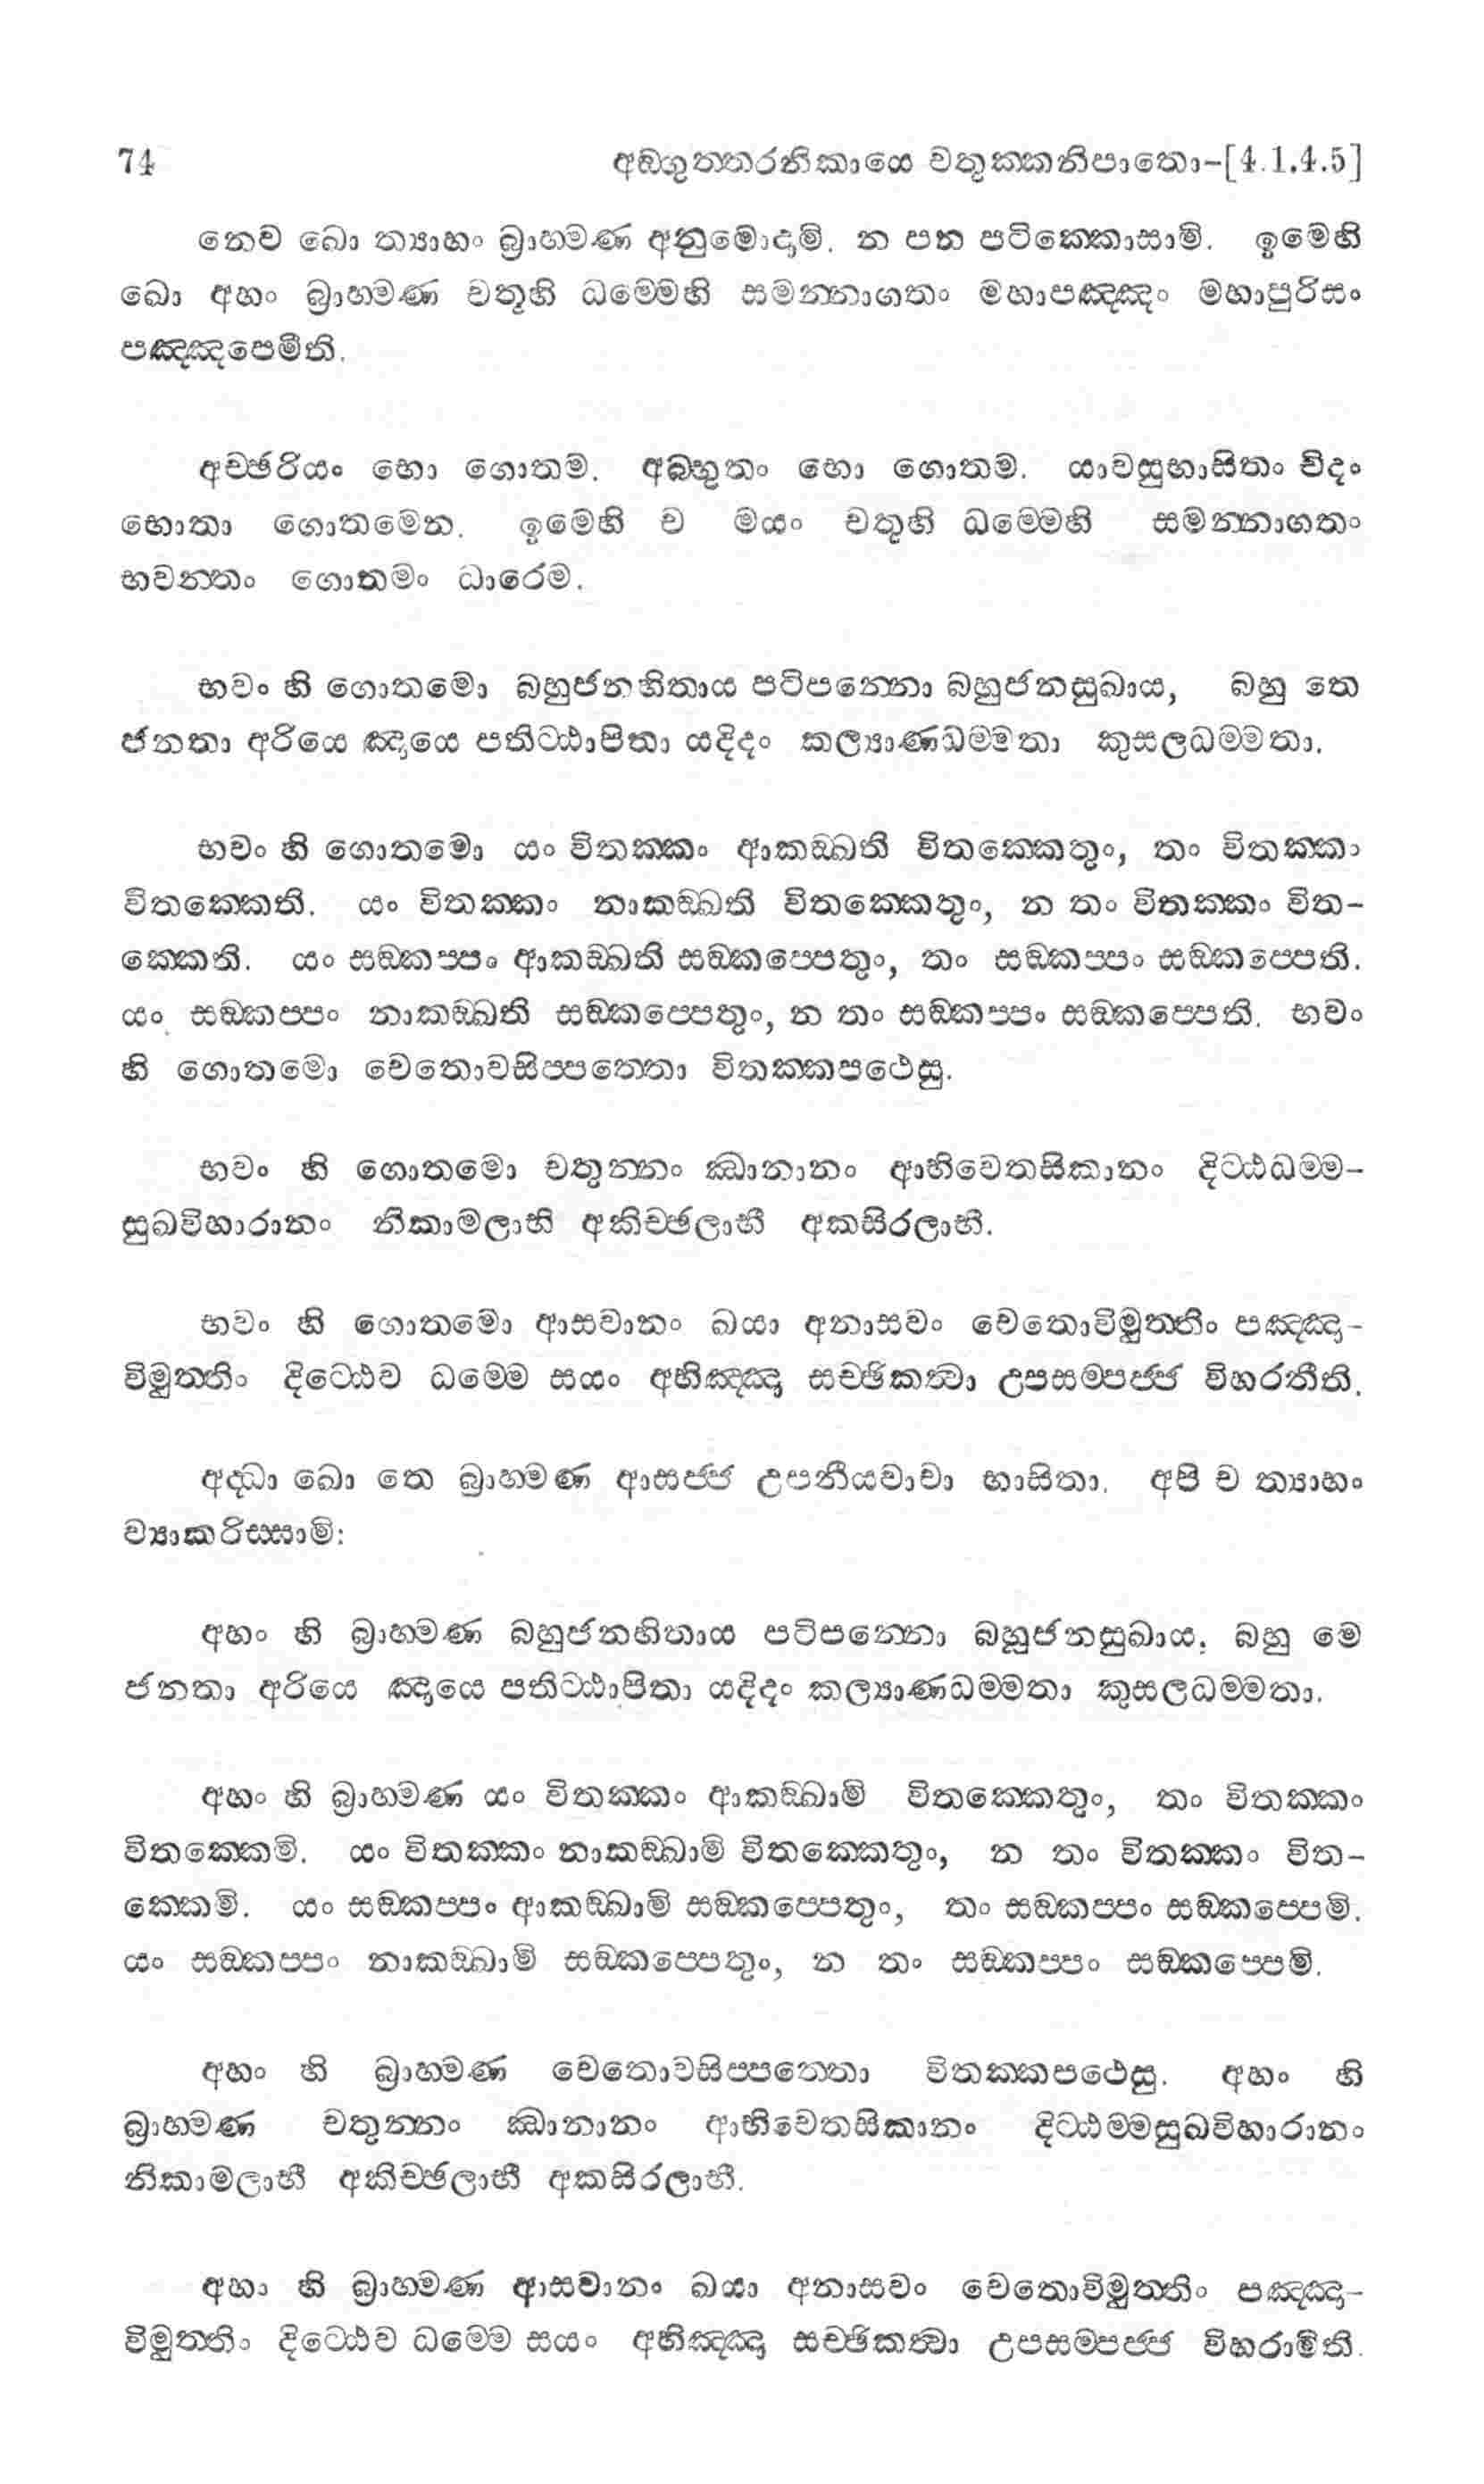 74 අඞ්ගුත්තරනිකායෙ චතුක්කනිපාතො-[4.1.4.5]
නෙව ඛො ත්‍යාහං බ්‍රාහ්මණ අනුමොදාමි. න පන පටික්කොසාමි. ඉමෙහි
ඛො අහං බ්‍රාහ්මණ චතූහි ධම්මෙහි සමන්නාගතං මහාපඤ්ඤං මහාපුරිසං
පඤ්ඤපෙමීති.
අච්ඡරියං භො ගොතම. අබ්භුතං භො ගොතම. යාවසුභාසිතං චිදං
භොතා ගොතමෙන. ඉමෙහි ච මයං චතූහි ධම්මෙහි සමන්නාගතං
භවන්තං ගොතමං ධාරෙම.
භවං හි ගොතමො බහුජනහිතාය පටිපන්නො බහුජනසුඛාය, බහු තෙ
ජනතා අරියෙ ඤායෙ පතිට්ඨාපිතා යදිදං කල්‍යාණධම්මතා කුසලධම්මතා.
භවං හි ගොතමො යං විතක්කං ආකඞ්ඛති විතක්කෙතුං, තං විතක්කං
විතක්කෙති. යං විතක්කං නාකඞ්ඛති විතක්කෙතුං, න තං විතක්කං විත-
ක්කෙති. යං සඞ්කප්පං ආකඞ්ඛති සඞ්කප්පෙතුං, තං සඞ්කප්පං සඞ්කප්පෙති.
යං සඞ්කප්පං නාකඞ්ඛති සඞ්කප්පෙතුං, න තං සඞ්කප්පං සඞ්කප්පෙති. භවං
හි ගොතමො චෙතොවසිප්පත්තො විතක්කපථෙසු.
භවං හි ගොතමො චතුන්නං ඣානානං ආභිචෙතසිකානං දිට්ඨධම්ම-
සුඛවිහාරානං නිකාමලාභි අකිච්ඡලාභී අකසිරලාභී.
භවං හි ගොතමො ආසවානං ඛයා අනාසවං චෙතොවිමුත්තිං පඤ්ඤා-
විමුත්තිං දිට්ඨෙව ධම්මෙ සයං අභිඤ්ඤා සච්ඡිකත්‍වා උපසම්පජ්ජ විහරතීති.
අද්ධා ඛො තෙ බ්‍රාහ්මණ ආසජ්ජ උපනීයවාචා භාසිතා. අපි ච ත්‍යාහං
ව්‍යාකරිස්සාමි:
අහං හි බ්‍රාහ්මණ බහුජනහිතාය පටිපන්නො බහුජනසුඛාය, බහු මෙ
ජනතා අරියෙ ඤායෙ පතිට්ඨාපිතා යදිදං කල්‍යාණධම්මතා කුසලධම්මතා.
අහං හි බ්‍රාහ්මණ යං විතක්කං ආකඞ්ඛාමි විතක්කෙතුං, තං විතක්කං
විතක්කෙමි. යං විතක්කං නාකඞ්ඛාමි විතක්කෙතුං, න තං විතක්කං විත-
ක්කෙමි. යං සඞ්කප්පං ආකඞ්ඛාමි සඞ්කප්පෙතුං, තං සඞ්කප්පං සඞ්කප්පෙමි.
යං සඞ්කප්පං නාකඞ්ඛාමි සඞ්කප්පෙතුං, න තං සඞ්කප්පං සඞ්කප්පෙමි.
අහං හි බ්‍රාහ්මණ චෙතොවසිප්පත්තො විතක්කපථෙසු. අහං හි
බ්‍රාහ්මණ චතුන්නං ඣානානං ආභිචෙතසිකානං දිට්ඨම්මසුඛවිහාරානං
නිකාමලාභී අකිච්ඡලාභී අකසිරලාභී.
අහා හි බ්‍රාහ්මණ ආසවානං ඛයා අනාසවං චෙතොවිමුත්තිං පඤ්ඤා-
විමුත්තිං දිට්ඨෙව ධම්මෙ සයං අභිඤ්ඤා සච්ඡිකත්‍වා උපසම්පජ්ජ විහරාමීති.